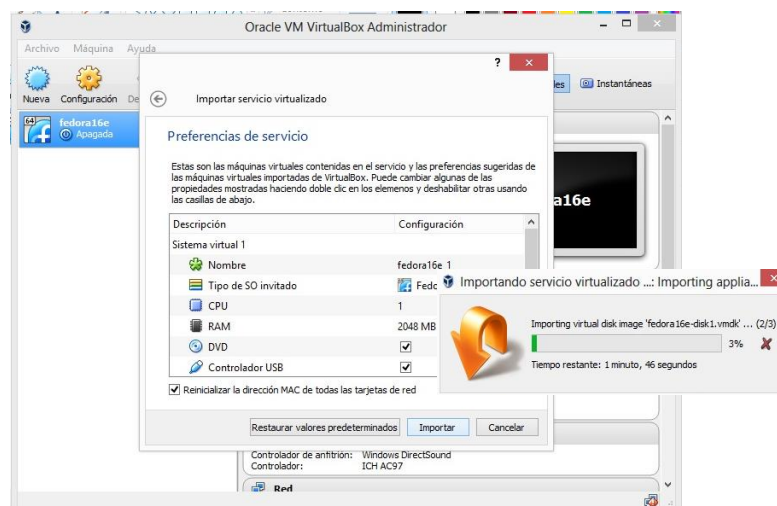 Oracle VM VirtualBox Administrador
Archivo Máquina Ayuda
Nueva Configuración De
Instantáneas
fedora16e
Apagada
Importar servicio virtualizado
Preferencias de servicio
Estas son las máquinas virtuales contenidas en el servicio y las preferencias sugeridas de
las máquinas virtuales importadas de VirtualBox. Puede cambiar algunas de las
propiedades mostradas haciendo doble clic en los elemenos y deshabilitar otras usando
las casillas de abajo.
a16e
Descripción Configuración
Sistema virtual 1
Nombre fedora16e 1
Tipo de SO invitado Fedc
CPU 1
RAM 2048 MB
DVD
Controlador USB
Reinicializar la dirección MAC de todas las tarjetas de red
Restaurar valores predeterminados Importar Cancelar
Importando servicio virtualizado ...: Importing applia...
Importing virtual disk image 'fedora16e-disk1.vmdk' ... (2/3)
3%
Tiempo restante: 1 minuto, 46 segundos
Controlador de anfitrión: Windows DirectSound
Controlador: ICH AC97
Red